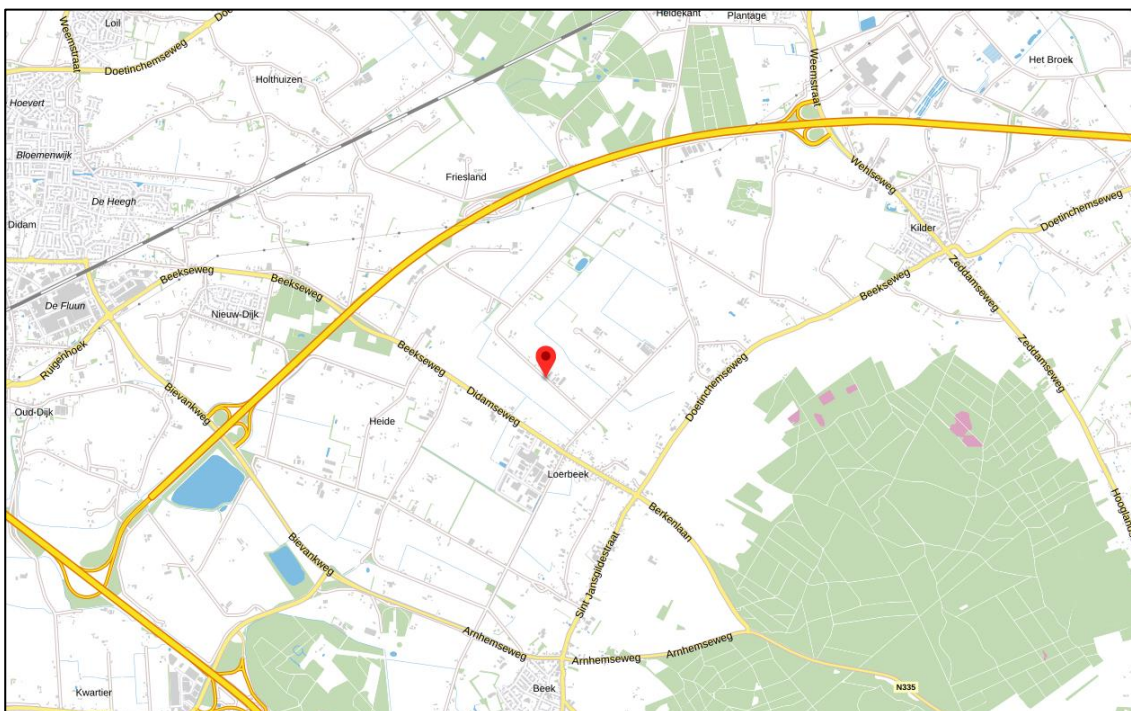 Loil
Weemstraat
Doetinchemseweg
Holthuizen
Heidekant
Plantage
Weemstraat
Het Broek
Hoevert
Bloemenwijk
De Heegh
Didam
Friesland
Wehlseweg
Kilder
Doetinchemseweg
Beekseweg
Beekseweg
De Fluun
Nieuw-Dijk
Ruigenhoek
Beekseweg
Beekseweg
Zeddamseweg
Zeddamseweg
Bievankweg
Didamseweg
Doetinchemseweg
Oud-Dijk
Heide
Loerbeek
Berkenlaan
Bievankweg
Sint Jansgildestraat
Arnhemseweg
Arnhemseweg
Arnhemseweg
Beek
Kwartier
N335